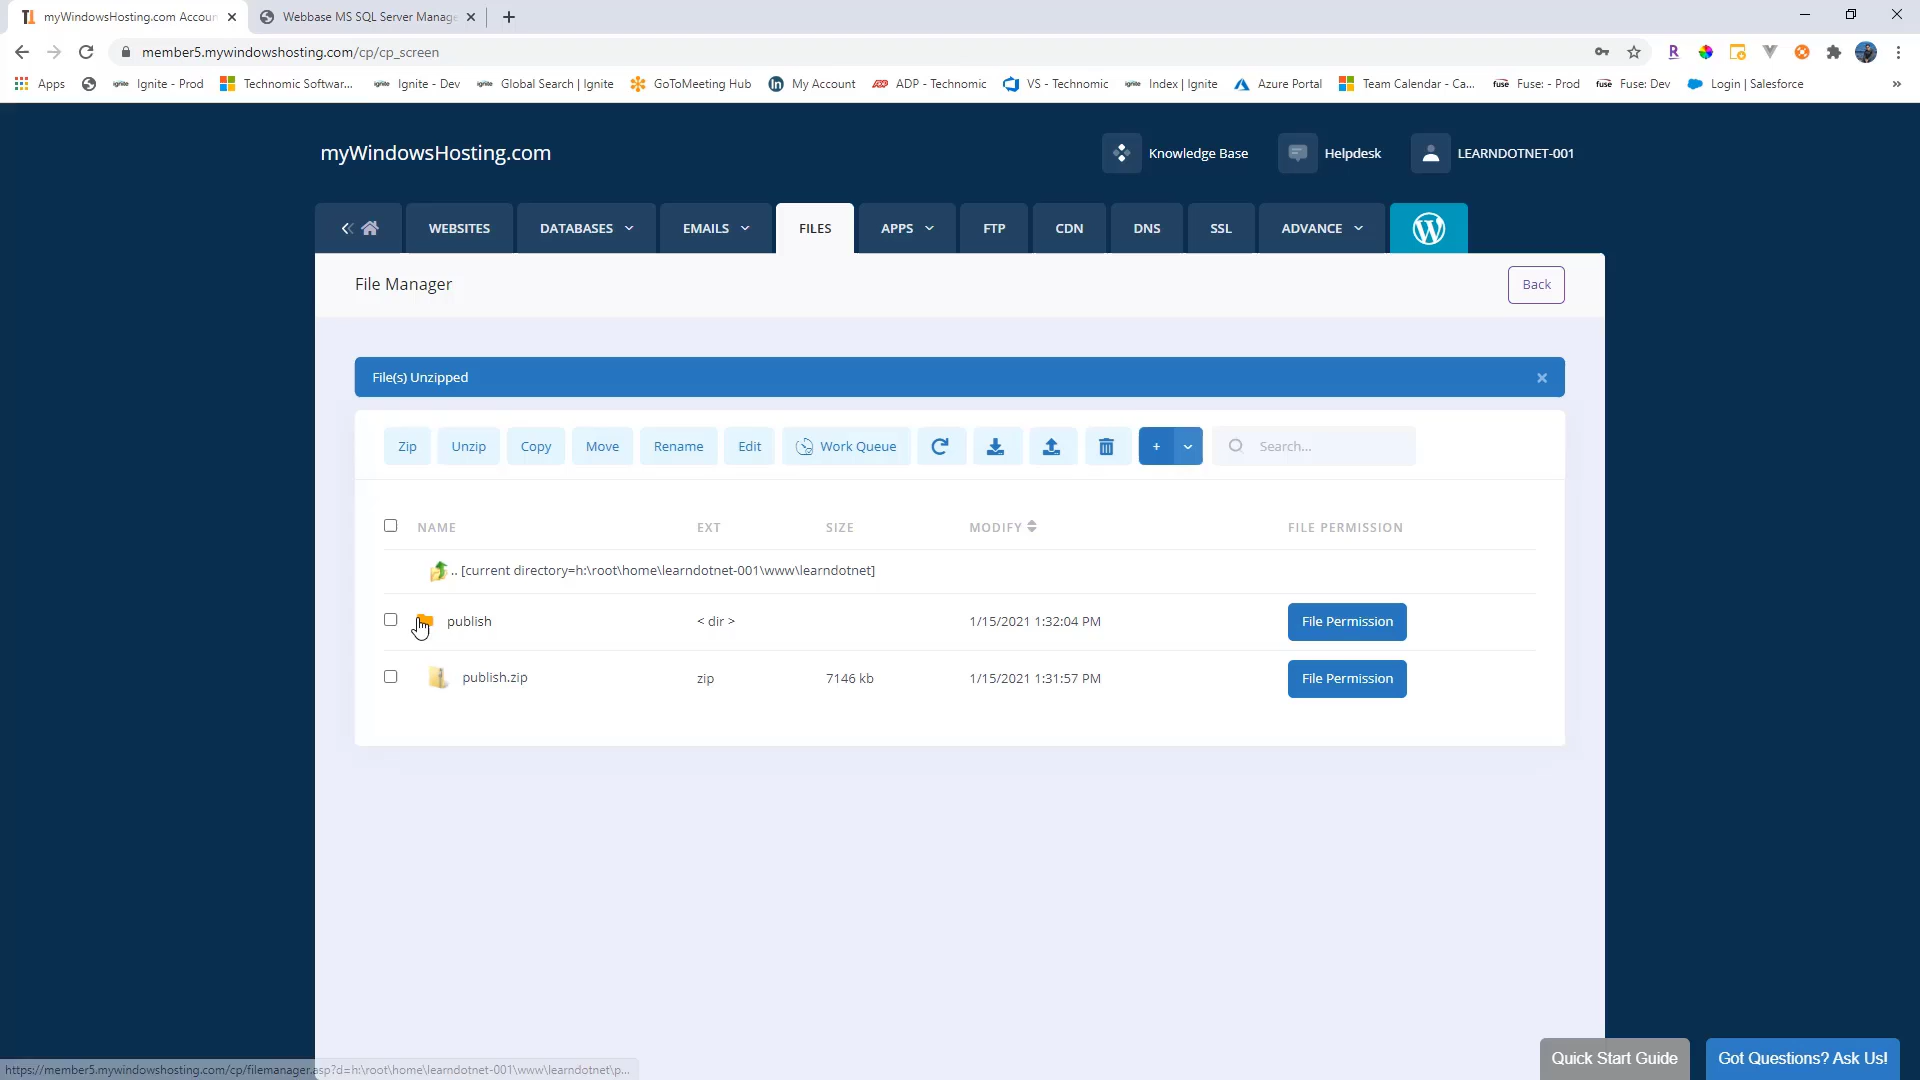 myWindowsHosting.com Accoun
Webbase MS SQL Server Manage
member5.mywindowshosting.com/cp/cp_screen
Apps
Ignite - Prod
Technomic Softwar...
Ignite - Dev
Global Search | Ignite
GoToMeeting Hub
My Account
ADP - Technomic
VS - Technomic
Index | Ignite
Azure Portal
Team Calendar - Ca...
Fuse: - Prod
Fuse: Dev
Login | Salesforce
myWindowsHosting.com
Knowledge Base
Helpdesk
LEARNDOTNET-001
WEBSITES
DATABASES
EMAILS
FILES
APPS
FTP
CDN
DNS
SSL
ADVANCE
File Manager
Back
File(s) Unzipped
Zip
Unzip
Copy
Move
Rename
Edit
Work Queue
+
Search...
NAME EXT SIZE MODIFY FILE PERMISSION
.. [current directory=h:\root\home\learndotnet-001\www\learndotnet]
publish < dir > 1/15/2021 1:32:04 PM File Permission
publish.zip zip 7146 kb 1/15/2021 1:31:57 PM File Permission
Quick Start Guide
Got Questions? Ask Us!
https://member5.mywindowshosting.com/cp/filemanager.asp?d=h:\root\home\learndotnet-001\www\learndotnet\p...